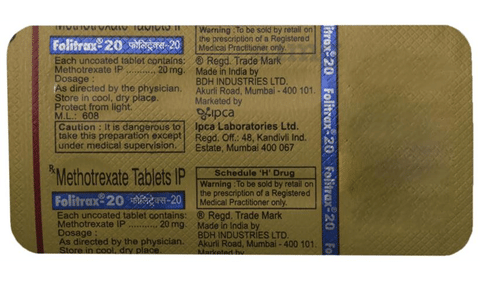 Methotrexate Tablets IP
Folitrax®-20 फोलिट्रेक्स-20
Each uncoated tablet contains:
Methotrexate IP .......... 20 mg.
Dosage :
As directed by the physician.
Store in cool, dry place.
Protect from light.
M.L.: 608
Caution : It is dangerous to
take this preparation except
under medical supervision.
Warning : To be sold by retail on
the prescription of a Registered
Medical Practitioner only.
® Regd. Trade Mark
Made in India by
BDH INDUSTRIES LTD.
Akurli Road, Mumbai - 400 101.
Marketed by
ipca
Ipca Laboratories Ltd.
Regd. Off.: 48, Kandivli Ind.
Estate, Mumbai 400 067
Rx Methotrexate Tablets IP
Folitrax®-20 फोलिट्रेक्स-20
Each uncoated tablet contains:
Methotrexate IP .......... 20 mg.
Dosage :
As directed by the physician.
Store in cool, dry place.
Schedule 'H' Drug
Warning : To be sold by retail on
the prescription of a Registered
Medical Practitioner only.
® Regd. Trade Mark
Made in India by
BDH INDUSTRIES LTD.
Akurli Road, Mumbai - 400 101.
Marketed by
litrax®-20
Folitrax®-20
Folitrax®-20